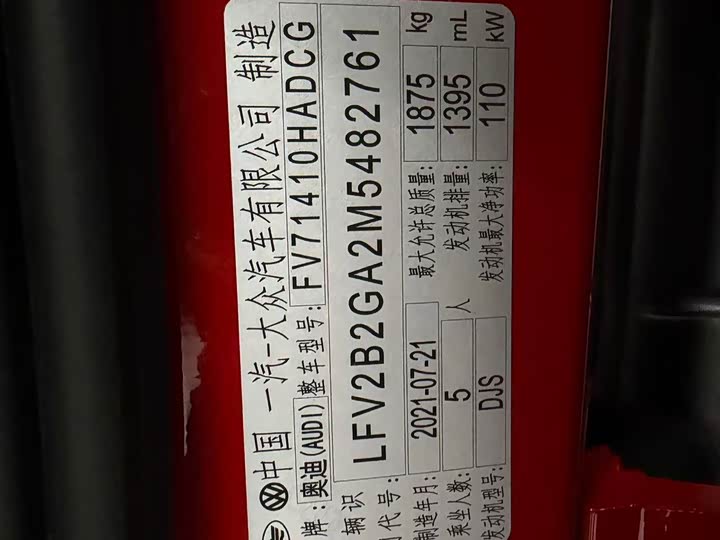 中国 一汽-大众汽车有限公司 制造
牌: 奥迪(AUDI) 整车型号: FV71410HADCG
辆识 代号: LFV2B2GA2M5482761
制造年月: 2021-07-21 最大允许总质量: 1875 kg
乘坐人数: 5 人 发动机排量: 1395 mL
发动机型号: DJS 发动机最大净功率: 110 kW